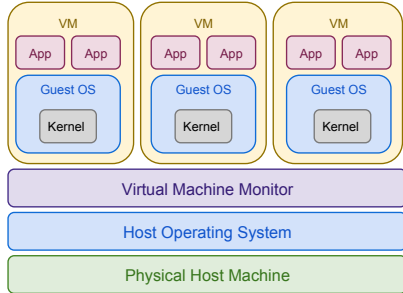 VM
App App
Guest OS
Kernel
VM
App App
Guest OS
Kernel
VM
App App
Guest OS
Kernel
Virtual Machine Monitor
Host Operating System
Physical Host Machine